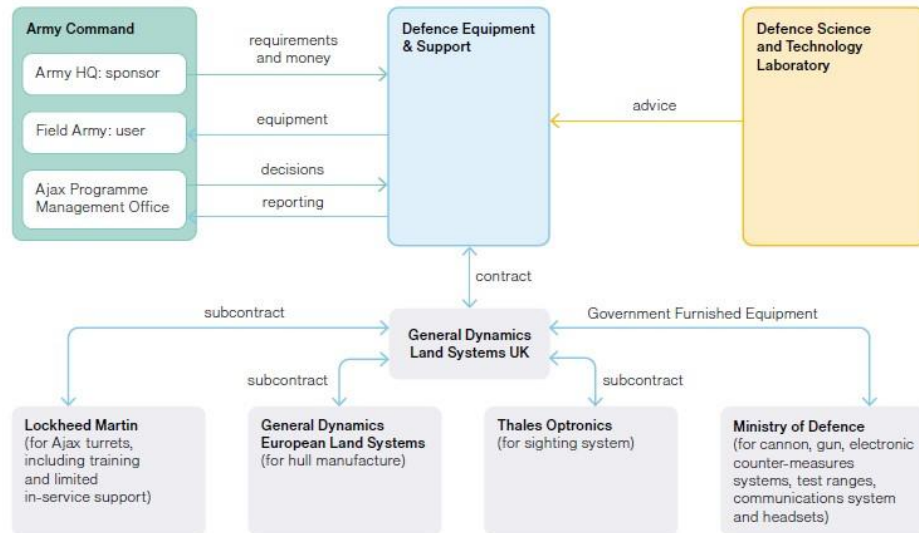 Army Command
Army HQ: sponsor
Field Army: user
Ajax Programme
Management Office
requirements
and money
equipment
decisions
reporting
Defence Equipment
& Support
advice
Defence Science
and Technology
Laboratory
contract
subcontract
General Dynamics
Land Systems UK
Government Furnished Equipment
subcontract
subcontract
Lockheed Martin
(for Ajax turrets,
including training
and limited
in-service support)
General Dynamics
European Land Systems
(for hull manufacture)
Thales Optronics
(for sighting system)
Ministry of Defence
(for cannon, gun, electronic
counter-measures
systems, test ranges,
communications system
and headsets)